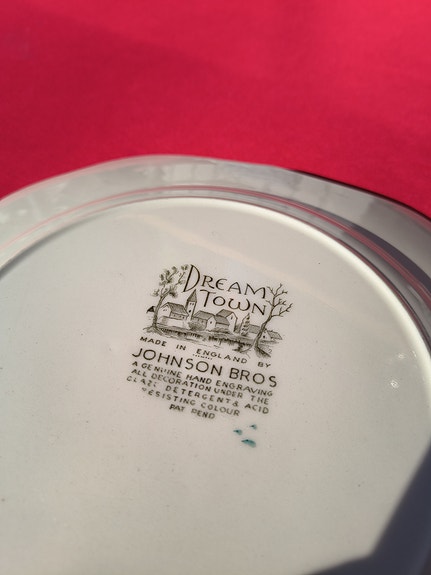 DREAM
TOWN
MADE IN ENGLAND BY
JOHNSON BROS
A GENUINE HAND ENGRAVING
ALL DECORATION UNDER THE
GLAZE DETERGENT & ACID
RESISTING COLOUR
PAT PEND